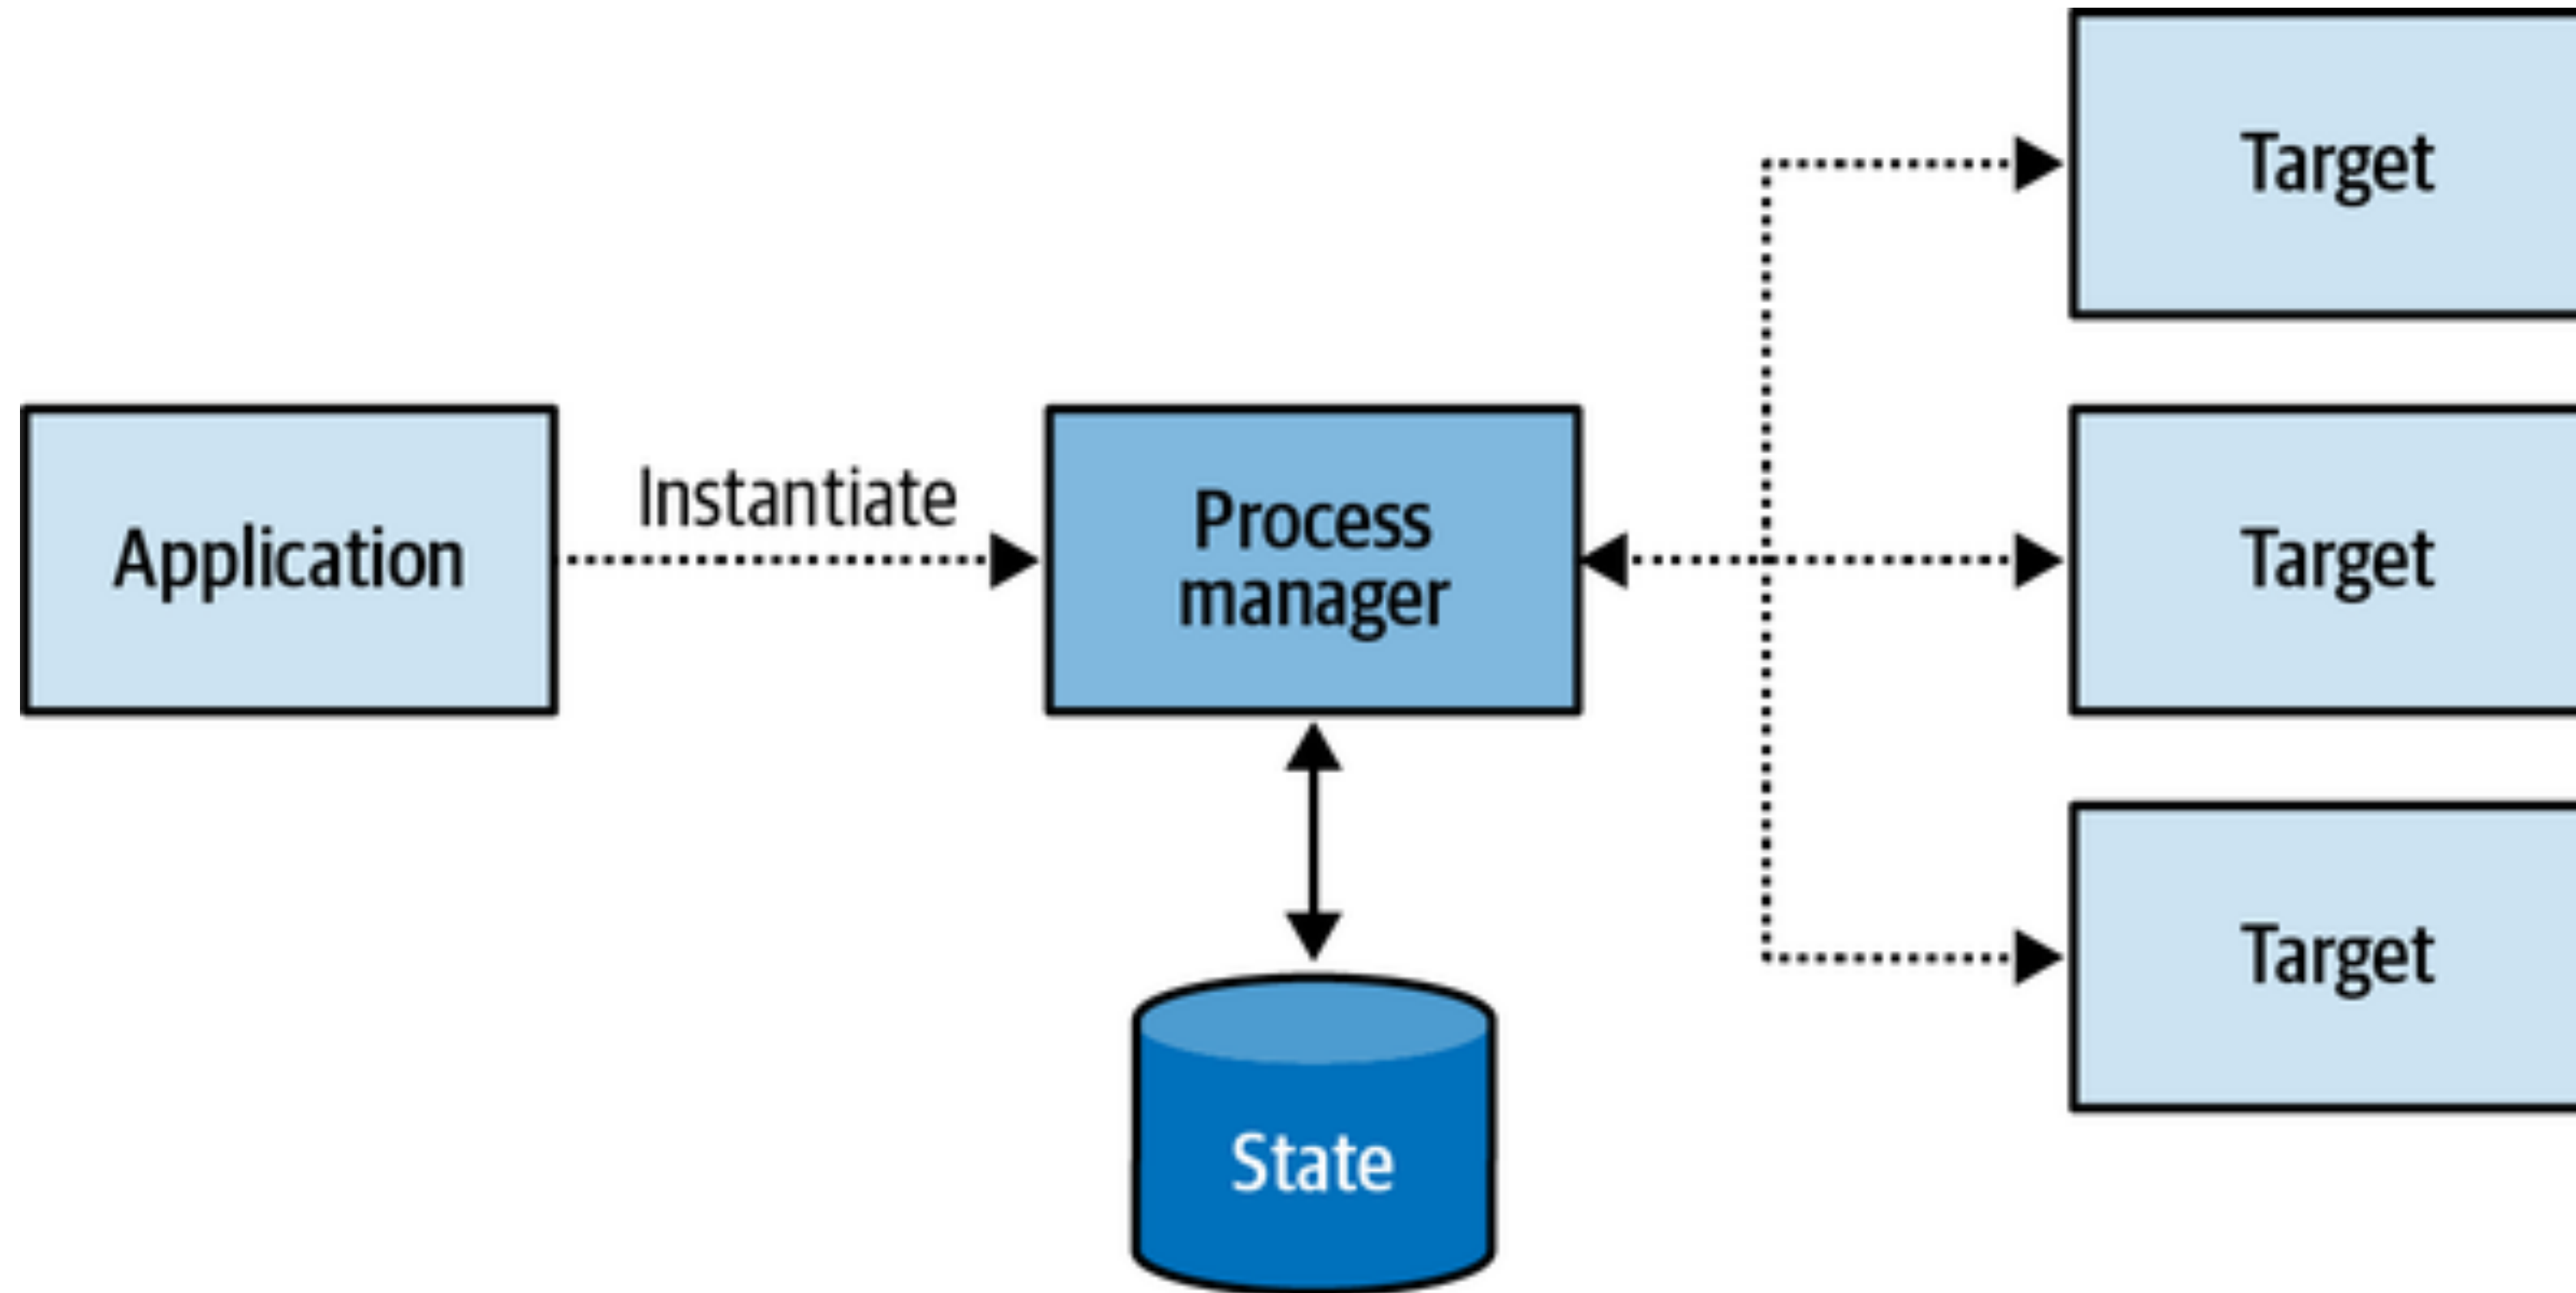 Target
Application
Instantiate
Process
manager
Target
Target
State